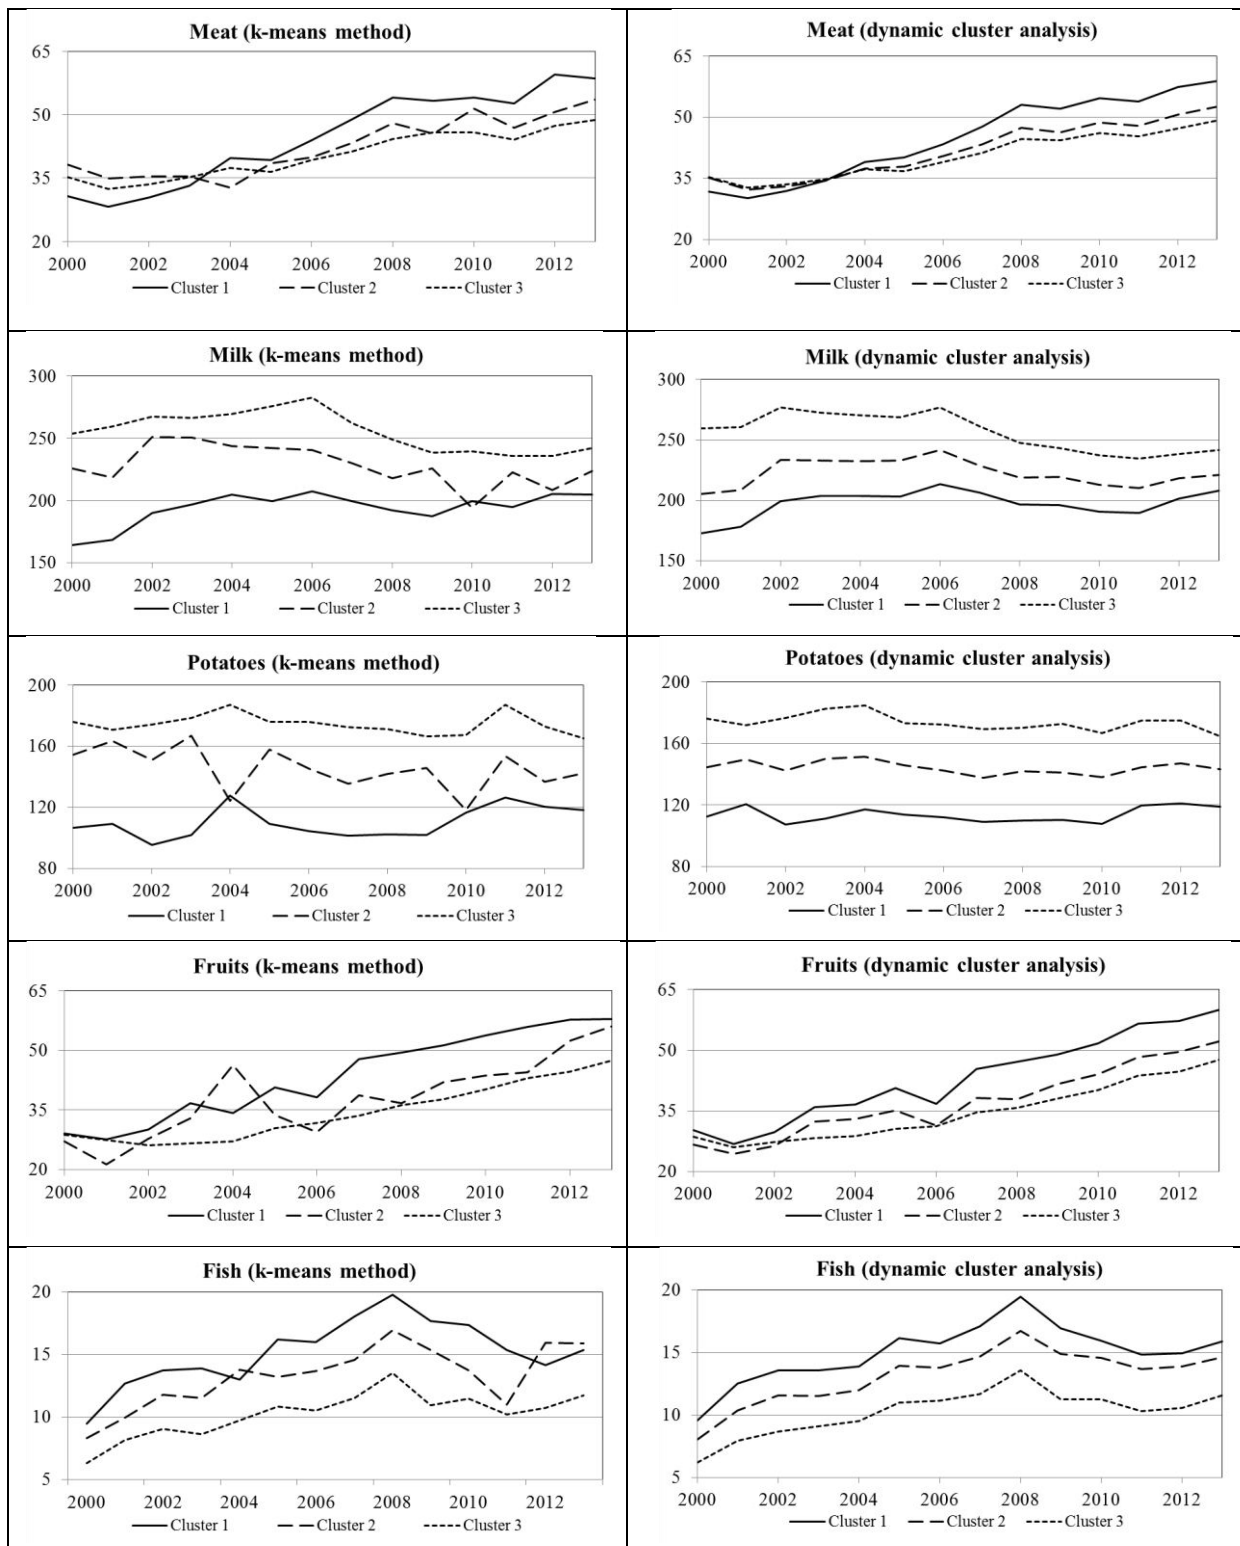 Meat (k-means method)
65
50
35
20
2000 2002 2004 2006 2008 2010 2012
Cluster 1 Cluster 2 Cluster 3
Meat (dynamic cluster analysis)
65
50
35
20
2000 2002 2004 2006 2008 2010 2012
Cluster 1 Cluster 2 Cluster 3
Milk (k-means method)
300
250
200
150
2000 2002 2004 2006 2008 2010 2012
Cluster 1 Cluster 2 Cluster 3
Milk (dynamic cluster analysis)
300
250
200
150
2000 2002 2004 2006 2008 2010 2012
Cluster 1 Cluster 2 Cluster 3
Potatoes (k-means method)
200
160
120
80
2000 2002 2004 2006 2008 2010 2012
Cluster 1 Cluster 2 Cluster 3
Potatoes (dynamic cluster analysis)
200
160
120
80
2000 2002 2004 2006 2008 2010 2012
Cluster 1 Cluster 2 Cluster 3
Fruits (k-means method)
65
50
35
20
2000 2002 2004 2006 2008 2010 2012
Cluster 1 Cluster 2 Cluster 3
Fruits (dynamic cluster analysis)
65
50
35
20
2000 2002 2004 2006 2008 2010 2012
Cluster 1 Cluster 2 Cluster 3
Fish (k-means method)
20
15
10
5
2000 2002 2004 2006 2008 2010 2012
Cluster 1 Cluster 2 Cluster 3
Fish (dynamic cluster analysis)
20
15
10
5
2000 2002 2004 2006 2008 2010 2012
Cluster 1 Cluster 2 Cluster 3